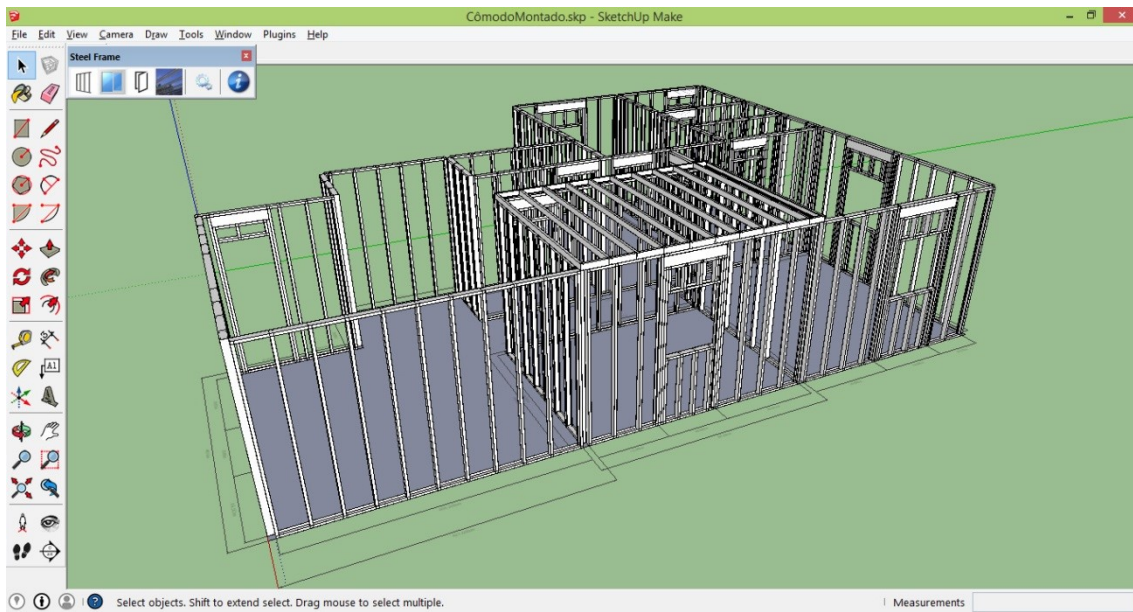 CômodoMontado.skp - SketchUp Make
File Edit View Camera Draw Tools Window Plugins Help
Steel Frame
A1
Select objects. Shift to extend select. Drag mouse to select multiple.
Measurements